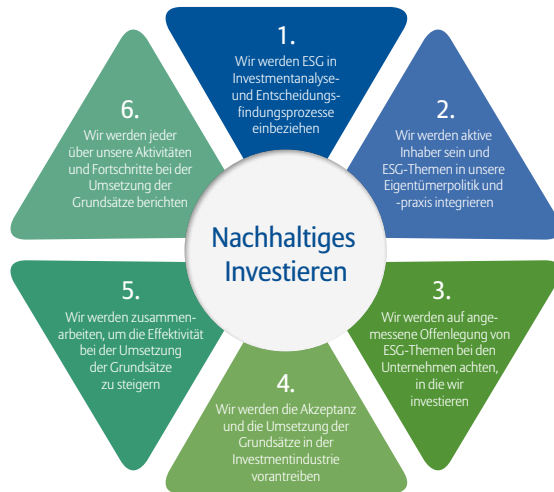 1.
Wir werden ESG in
Investmentanalyse-
und Entscheidungs-
findungsprozesse
einbeziehen
2.
Wir werden aktive
Inhaber sein und
ESG-Themen in unsere
Eigentümerpolitik und
-praxis integrieren
3.
Wir werden auf ange-
messene Offenlegung von
ESG-Themen bei den
Unternehmen achten,
in die wir
investieren
4.
Wir werden die Akzeptanz
und die Umsetzung der
Grundsätze in der
Investmentindustrie
vorantreiben
5.
Wir werden zusammen-
arbeiten, um die Effektivität
bei der Umsetzung
der Grundsätze
zu steigern
6.
Wir werden jeder
über unsere Aktivitäten
und Fortschritte bei der
Umsetzung der
Grundsätze berichten
Nachhaltiges
Investieren